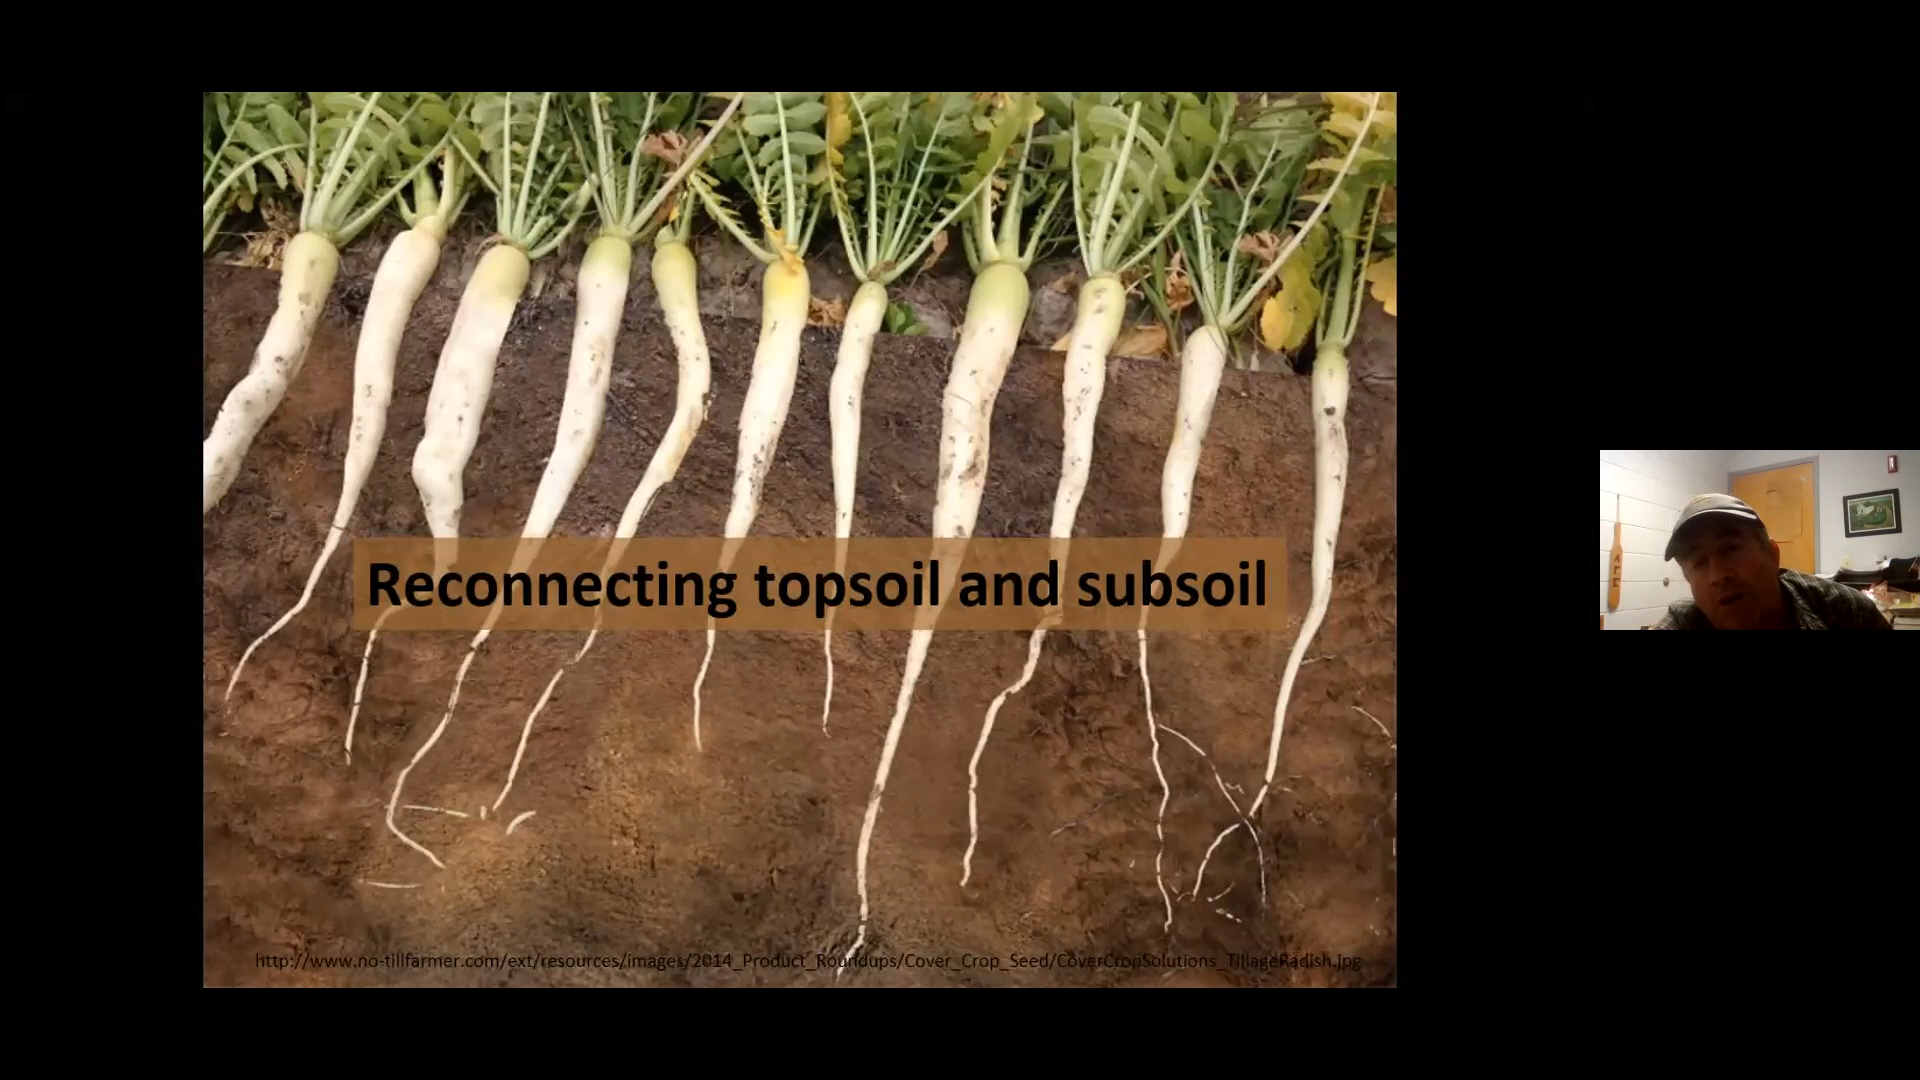 Reconnecting topsoil and subsoil
http://www.no-tillfarmer.com/ext/resources/images/2014_Product_Roundups/Cover_Crop_Seed/CoverCropSolutions_TillageRadish.jpg